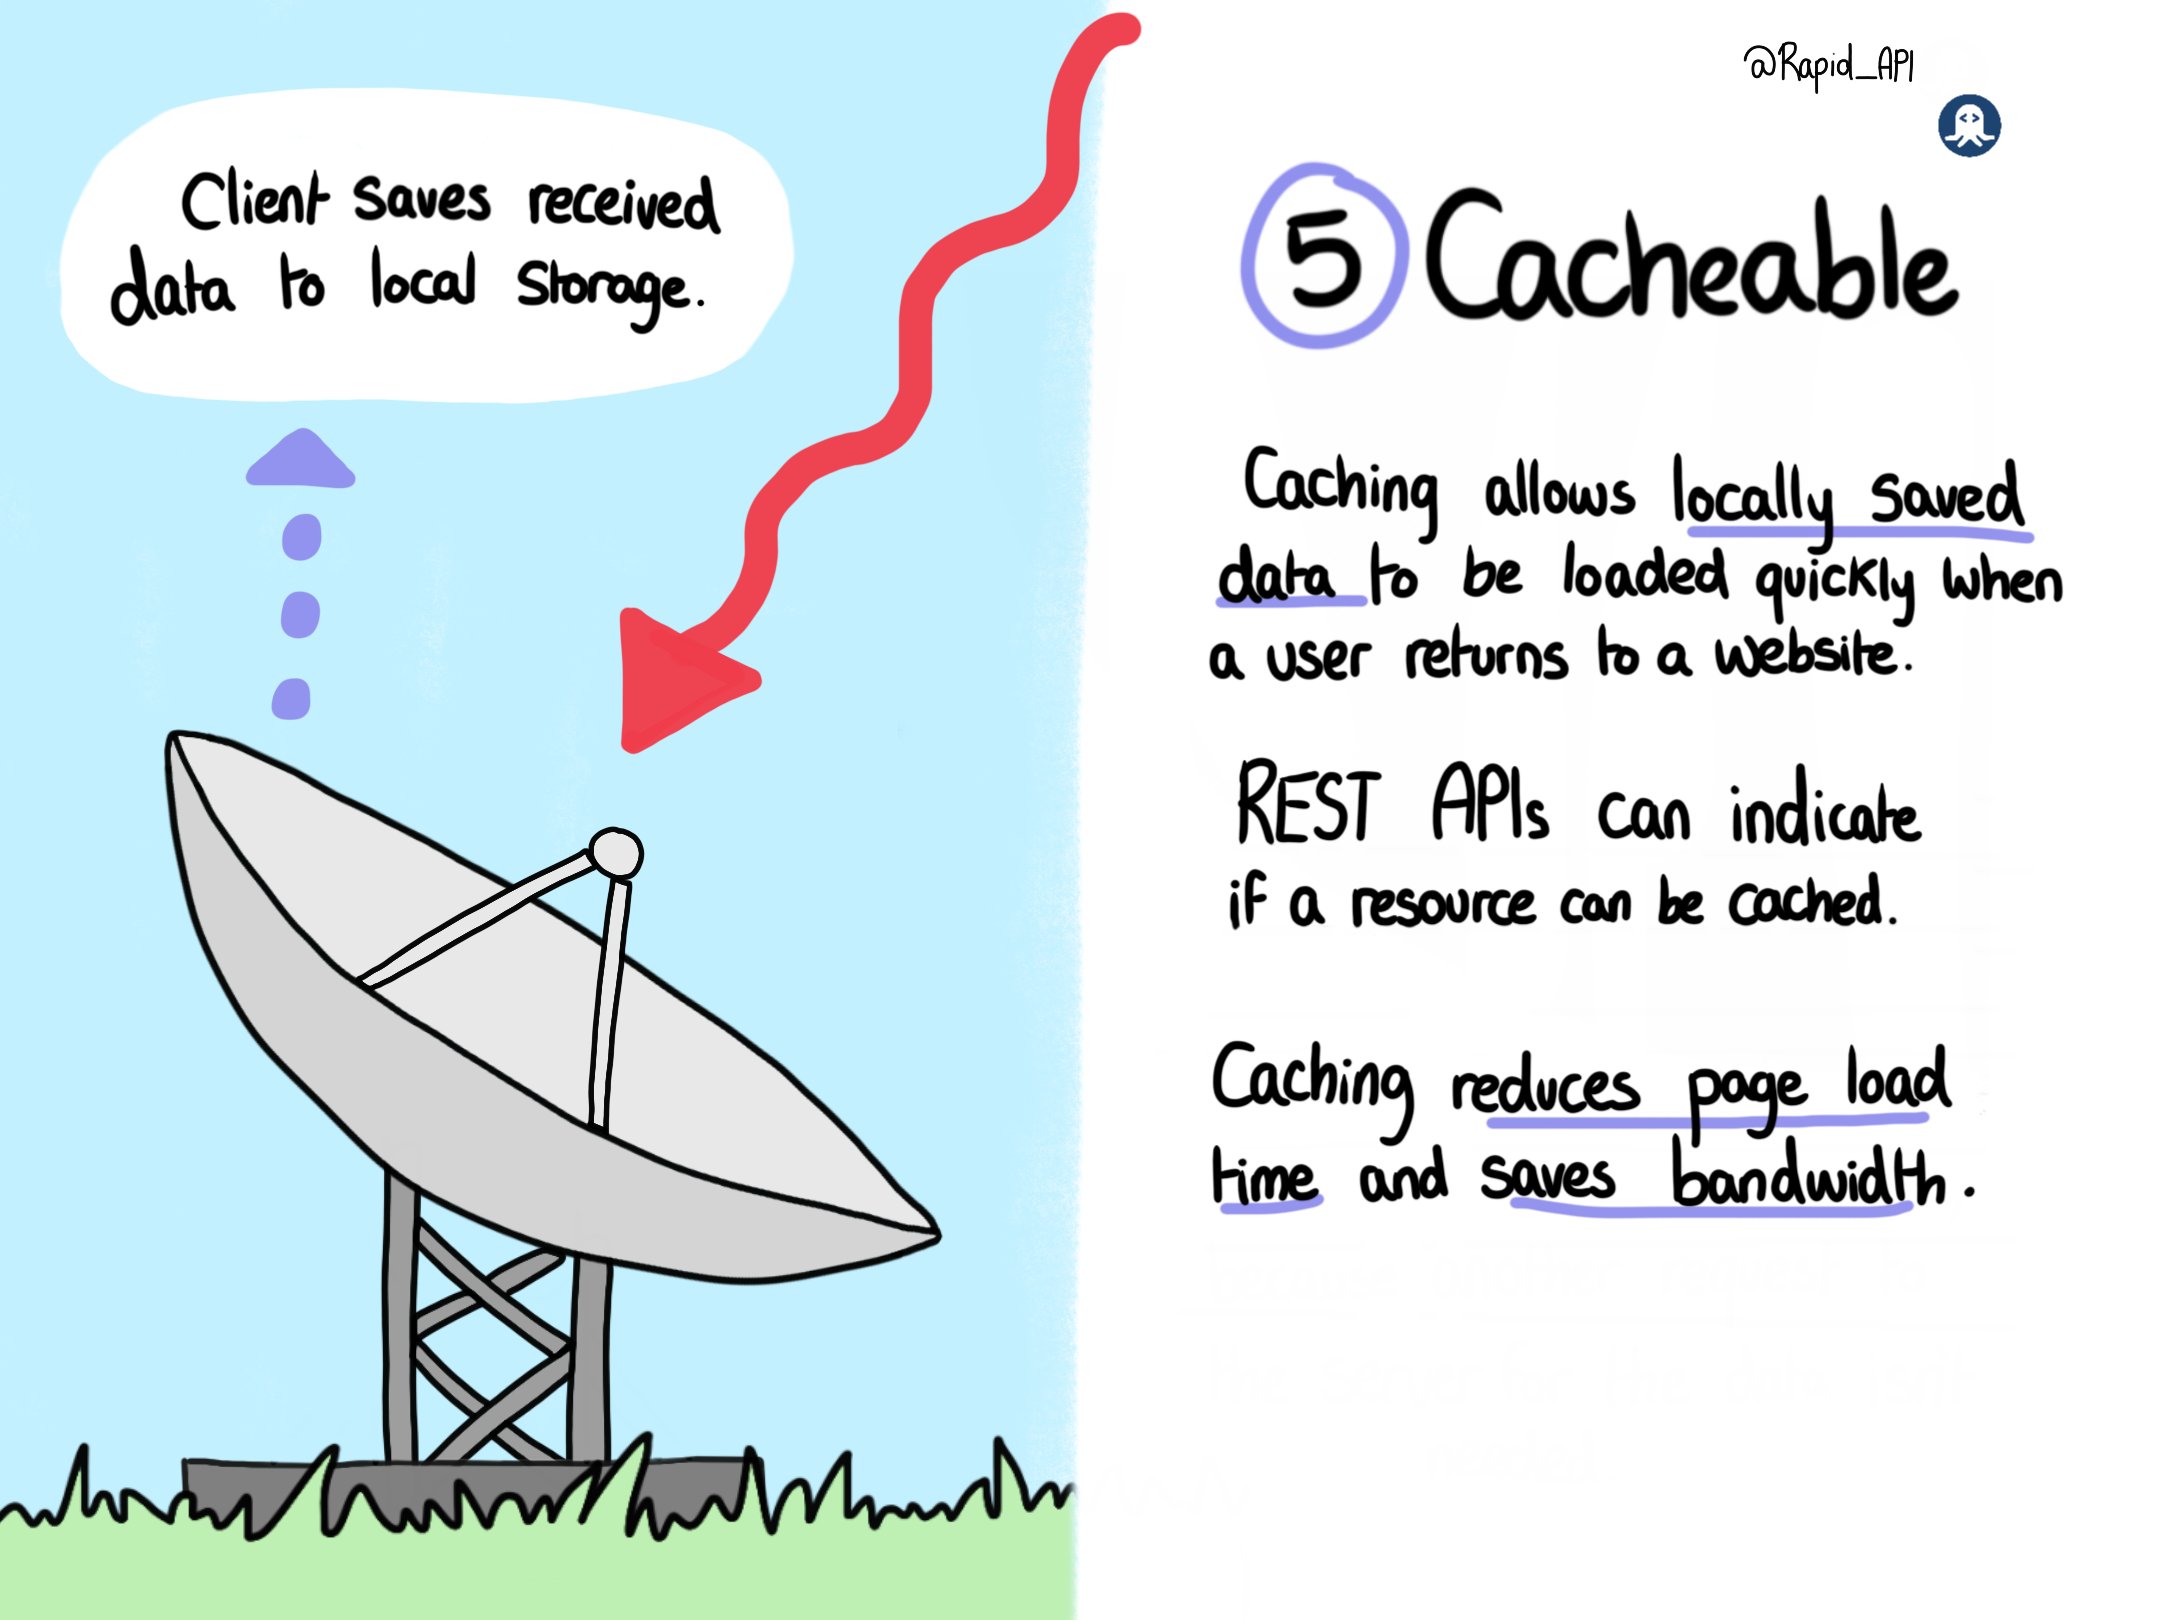 Client saves received
data to local storage.
@Rapid_API
5 Cacheable
Caching allows locally saved
data to be loaded quickly when
a user returns to a website.
REST APIs can indicate
if a resource can be cached.
Caching reduces page load
time and saves bandwidth.